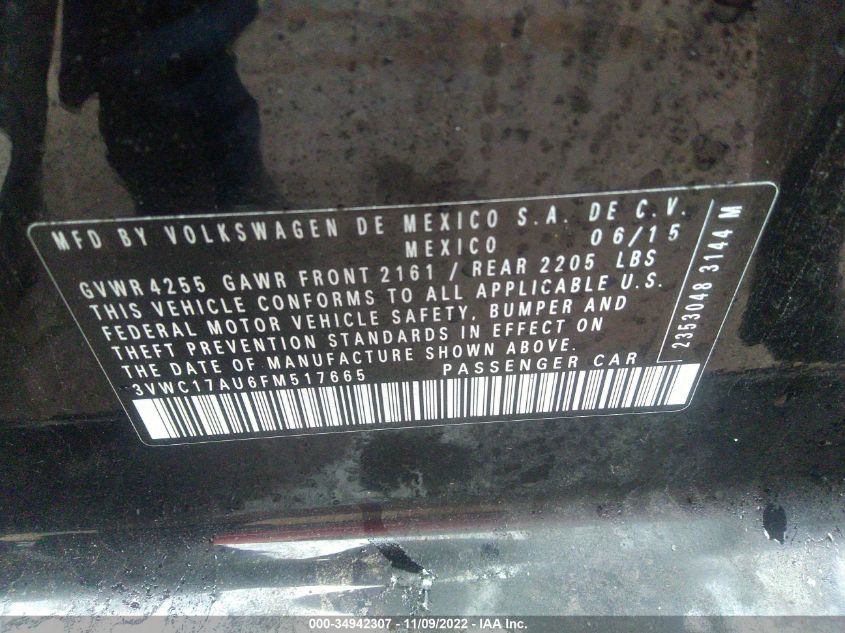 MFD BY VOLKSWAGEN DE MEXICO S.A. DE C.V.
MEXICO 06/15
GVWR 4255 GAWR FRONT 2161 / REAR 2205 LBS
THIS VEHICLE CONFORMS TO ALL APPLICABLE U.S.
FEDERAL MOTOR VEHICLE SAFETY, BUMPER AND
THEFT PREVENTION STANDARDS IN EFFECT ON
THE DATE OF MANUFACTURE SHOWN ABOVE.
3VWC17AU6FM517665 PASSENGER CAR
2353048 3144 M
000-34942307 - 11/09/2022 - IAA Inc.